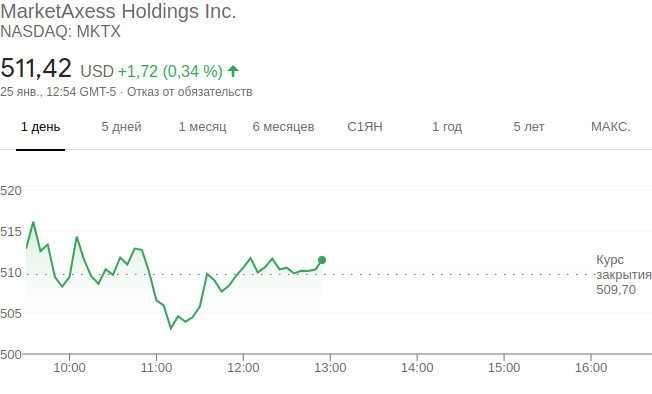 MarketAxess Holdings Inc.
NASDAQ: MKTX
511,42 USD +1,72 (0,34 %)
25 янв., 12:54 GMT-5 · Отказ от обязательств
1 день 5 дней 1 месяц 6 месяцев С1ЯН 1 год 5 лет МАКС.
520
515
510
505
500
Курс
закрытия
509,70
10:00 11:00 12:00 13:00 14:00 15:00 16:00